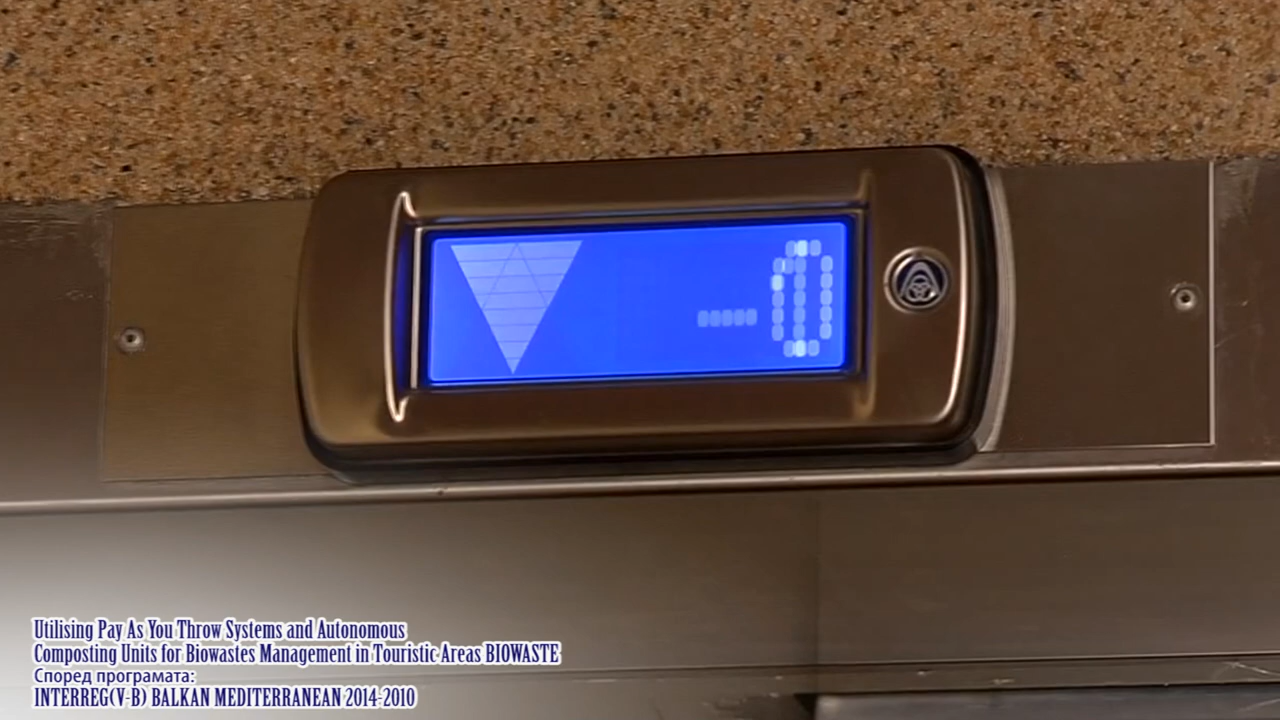 Utilising Pay As You Throw Systems and Autonomous
Composting Units for Biowastes Management in Touristic Areas BIOWASTE
Според програмата:
INTERREG(V-B) BALKAN MEDITERRANEAN 2014-2010